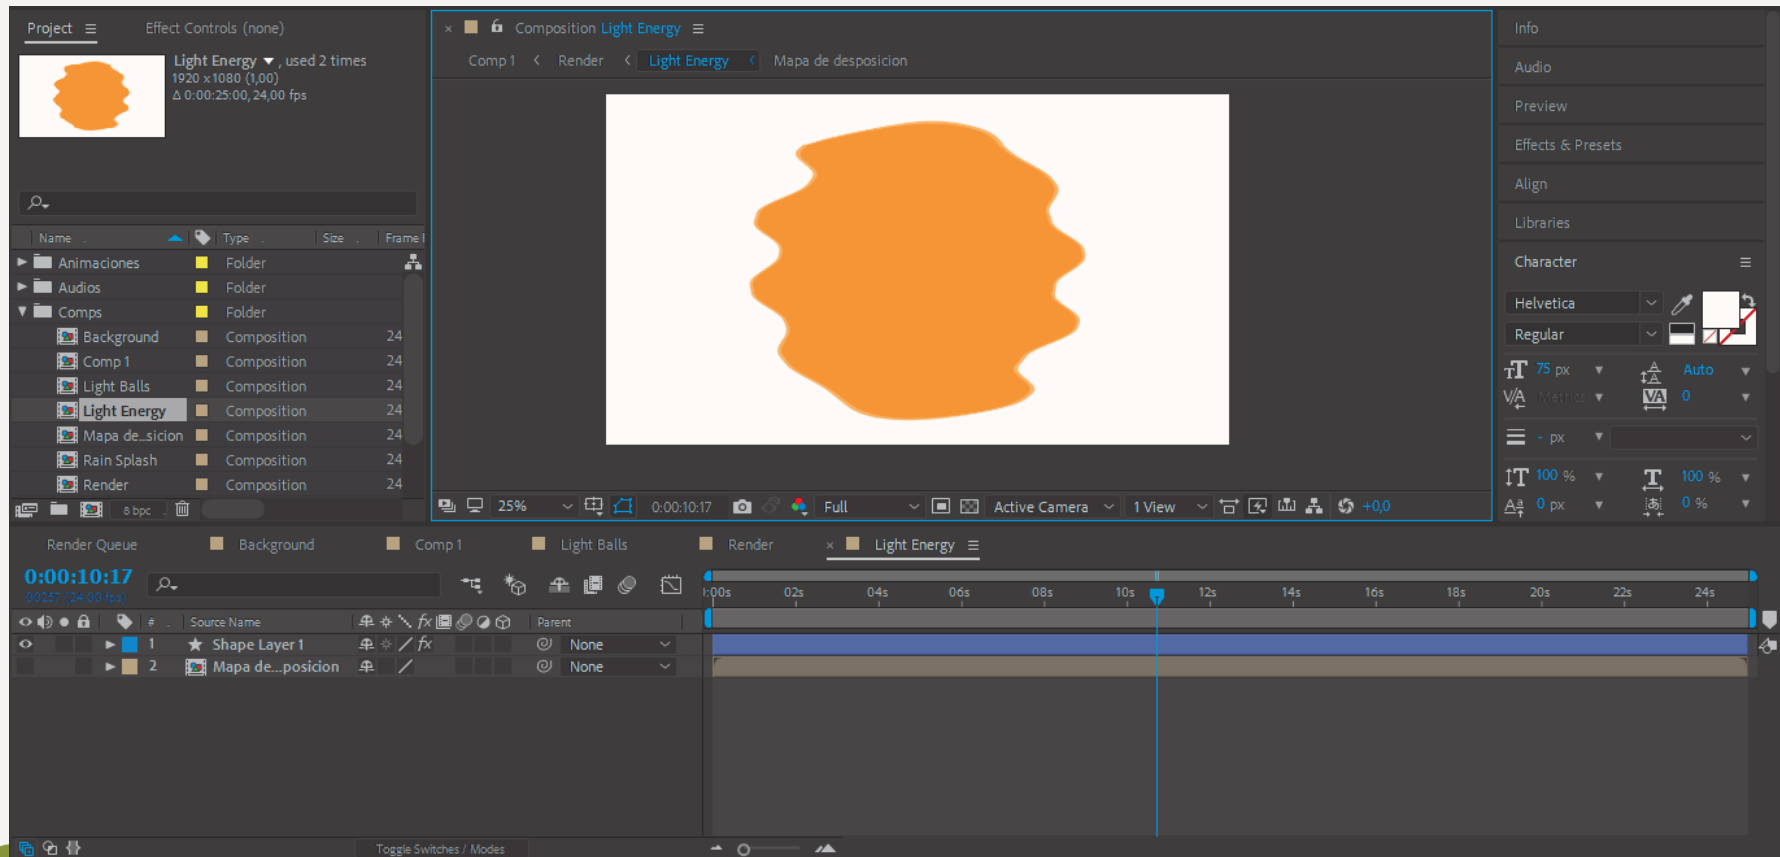 Project
Effect Controls (none)
Light Energy ▼, used 2 times
1920 x 1080 (1,00)
Δ 0:00:25:00, 24,00 fps
Name
Type
Size
Frame
Animaciones
Folder
Audios
Folder
Comps
Folder
Background
Composition
24
Comp 1
Composition
24
Light Balls
Composition
24
Light Energy
Composition
24
Mapa de...sicion
Composition
24
Rain Splash
Composition
24
Render
Composition
24
8 bpc
Composition Light Energy
Comp 1 < Render < Light Energy < Mapa de desposicion
25%
0:00:10:17
Full
Active Camera
1 View
+0,0
Info
Audio
Preview
Effects & Presets
Align
Libraries
Character
Helvetica
Regular
75 px
Auto
Metrics
0
- px
100 %
100 %
0 px
0 %
Render Queue
Background
Comp 1
Light Balls
Render
Light Energy
0:00:10:17
00257 (24.00 fps)
):00s 02s 04s 06s 08s 10s 12s 14s 16s 18s 20s 22s 24s
# . Source Name
Parent
1 Shape Layer 1
None
2 Mapa de...posicion
None
Toggle Switches / Modes